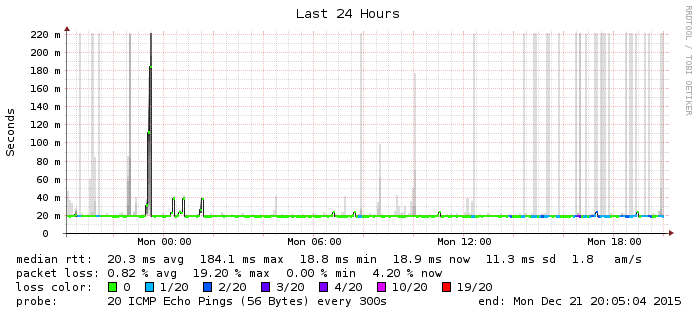 Last 24 Hours
RRDTOOL / TOBI OETIKER
Seconds
220 m
200 m
180 m
160 m
140 m
120 m
100 m
80 m
60 m
40 m
20 m
0
Mon 00:00 Mon 06:00 Mon 12:00 Mon 18:00
median rtt: 20.3 ms avg 184.1 ms max 18.8 ms min 18.9 ms now 11.3 ms sd 1.8 am/s
packet loss: 0.82 % avg 19.20 % max 0.00 % min 4.20 % now
loss color: 0 1/20 2/20 3/20 4/20 10/20 19/20
probe: 20 ICMP Echo Pings (56 Bytes) every 300s end: Mon Dec 21 20:05:04 2015